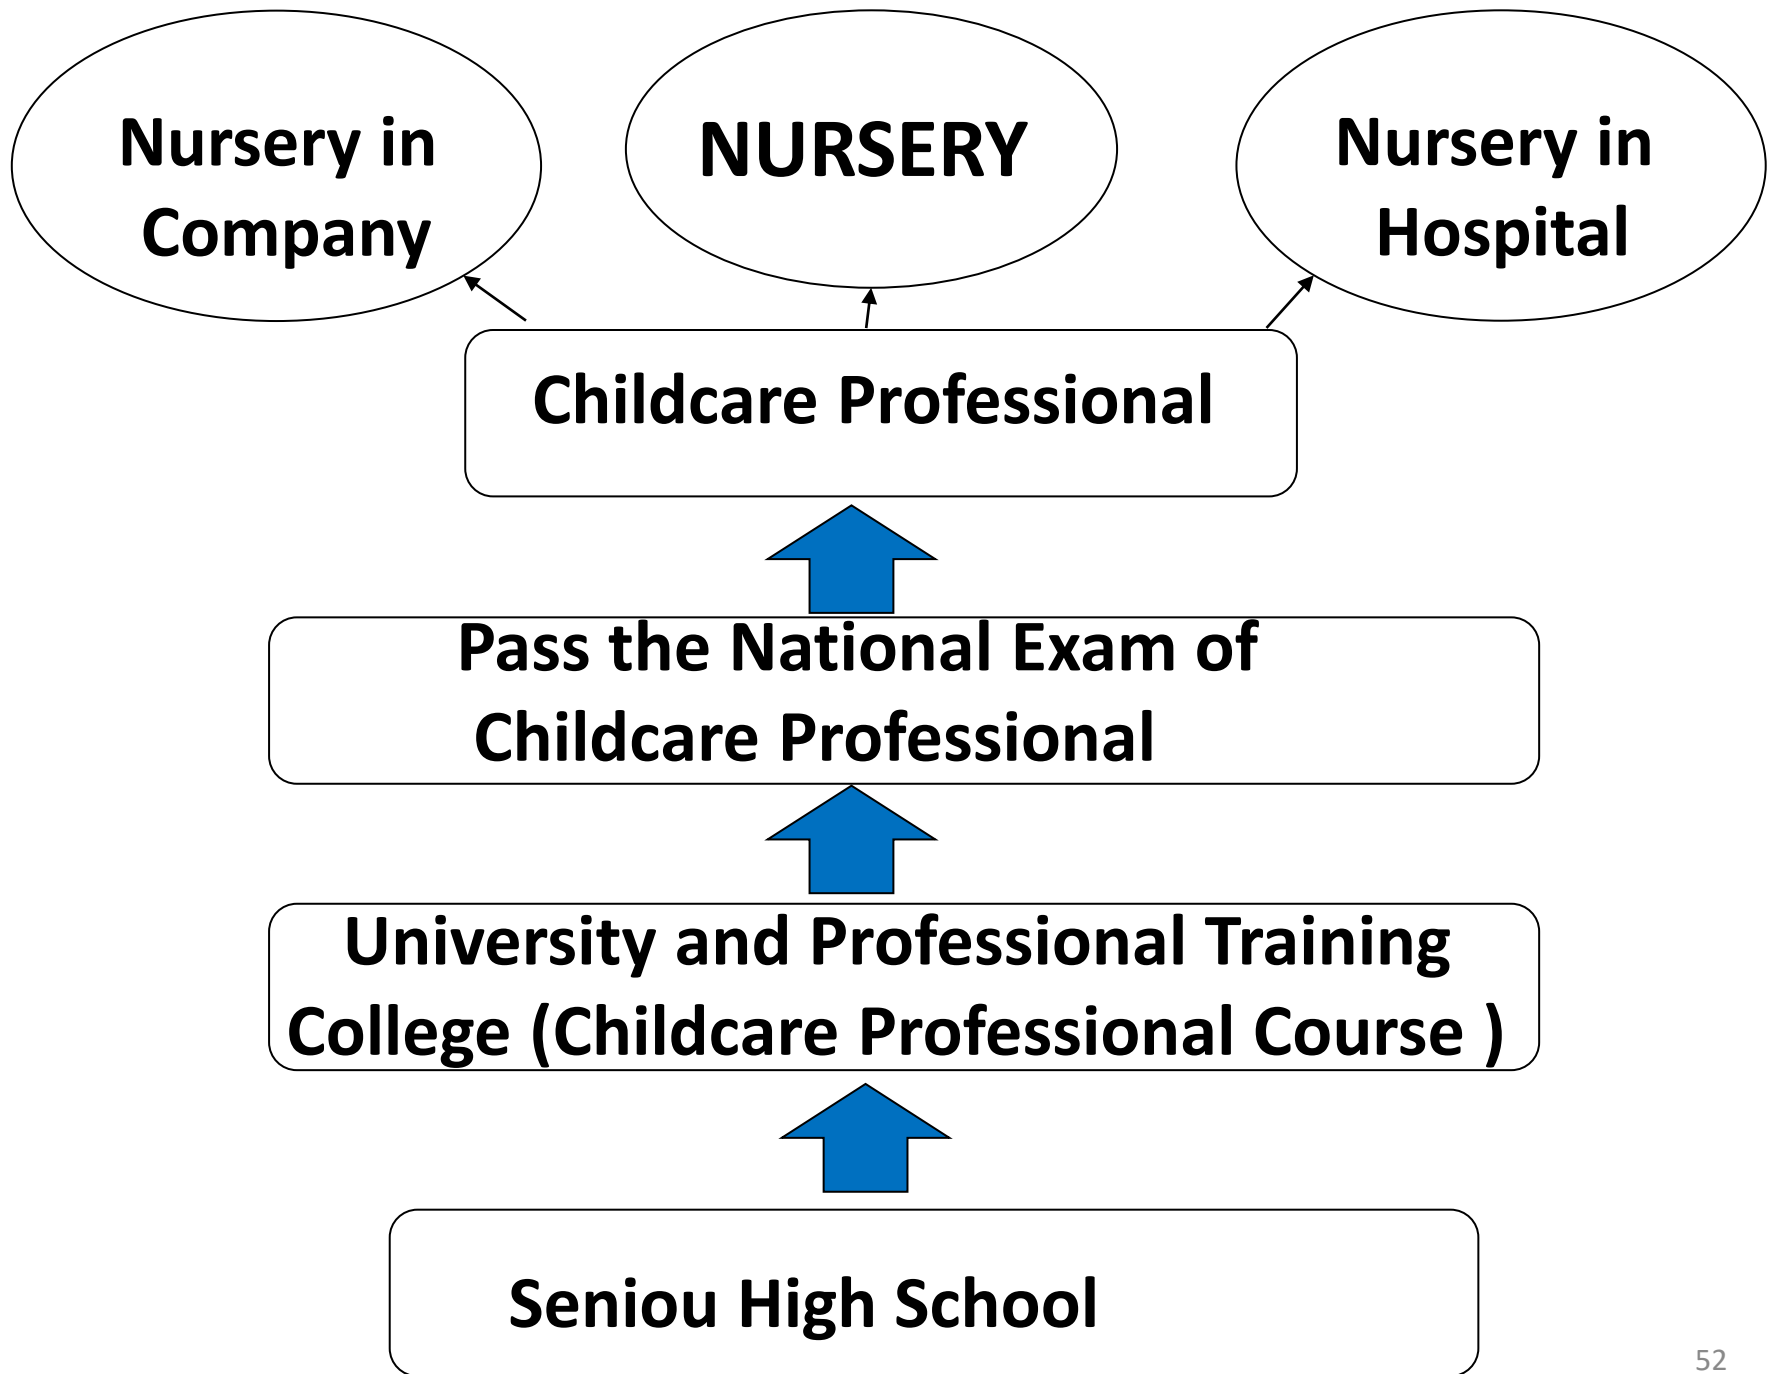 Nursery in
Company
NURSERY
Nursery in
Hospital
Childcare Professional
Pass the National Exam of
Childcare Professional
University and Professional Training
College (Childcare Professional Course )
Seniou High School
52